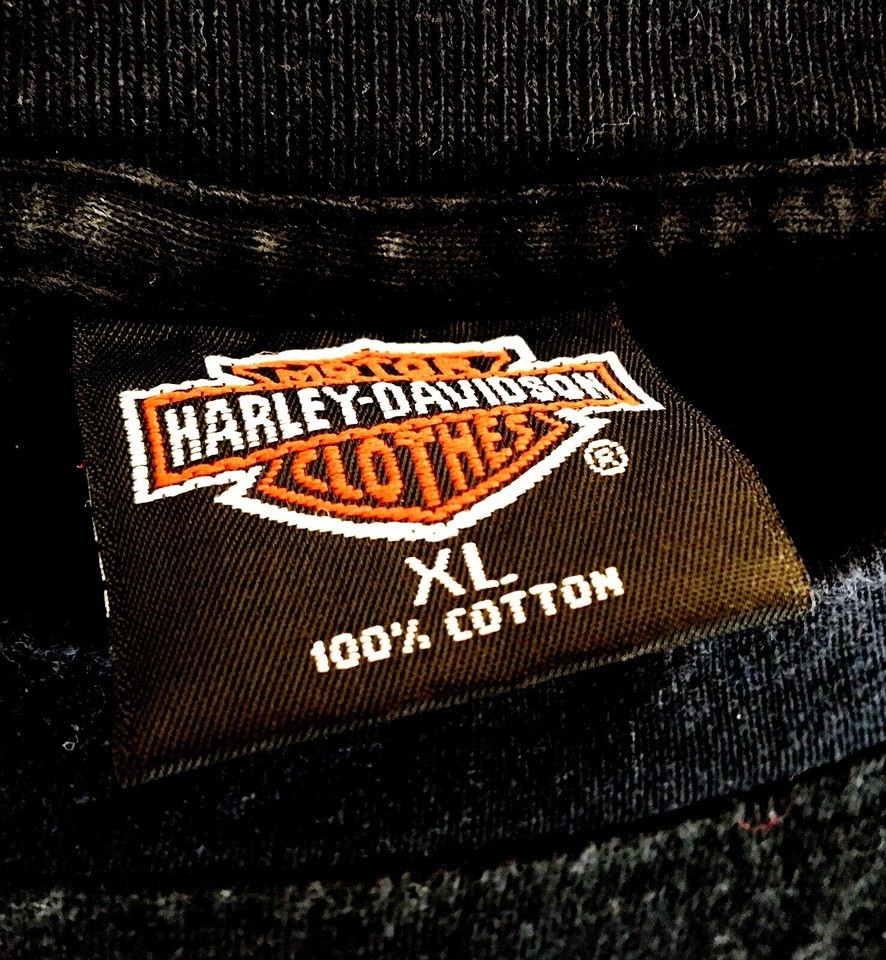 MOTOR
HARLEY-DAVIDSON
CLOTHES
®
XL
100% COTTON